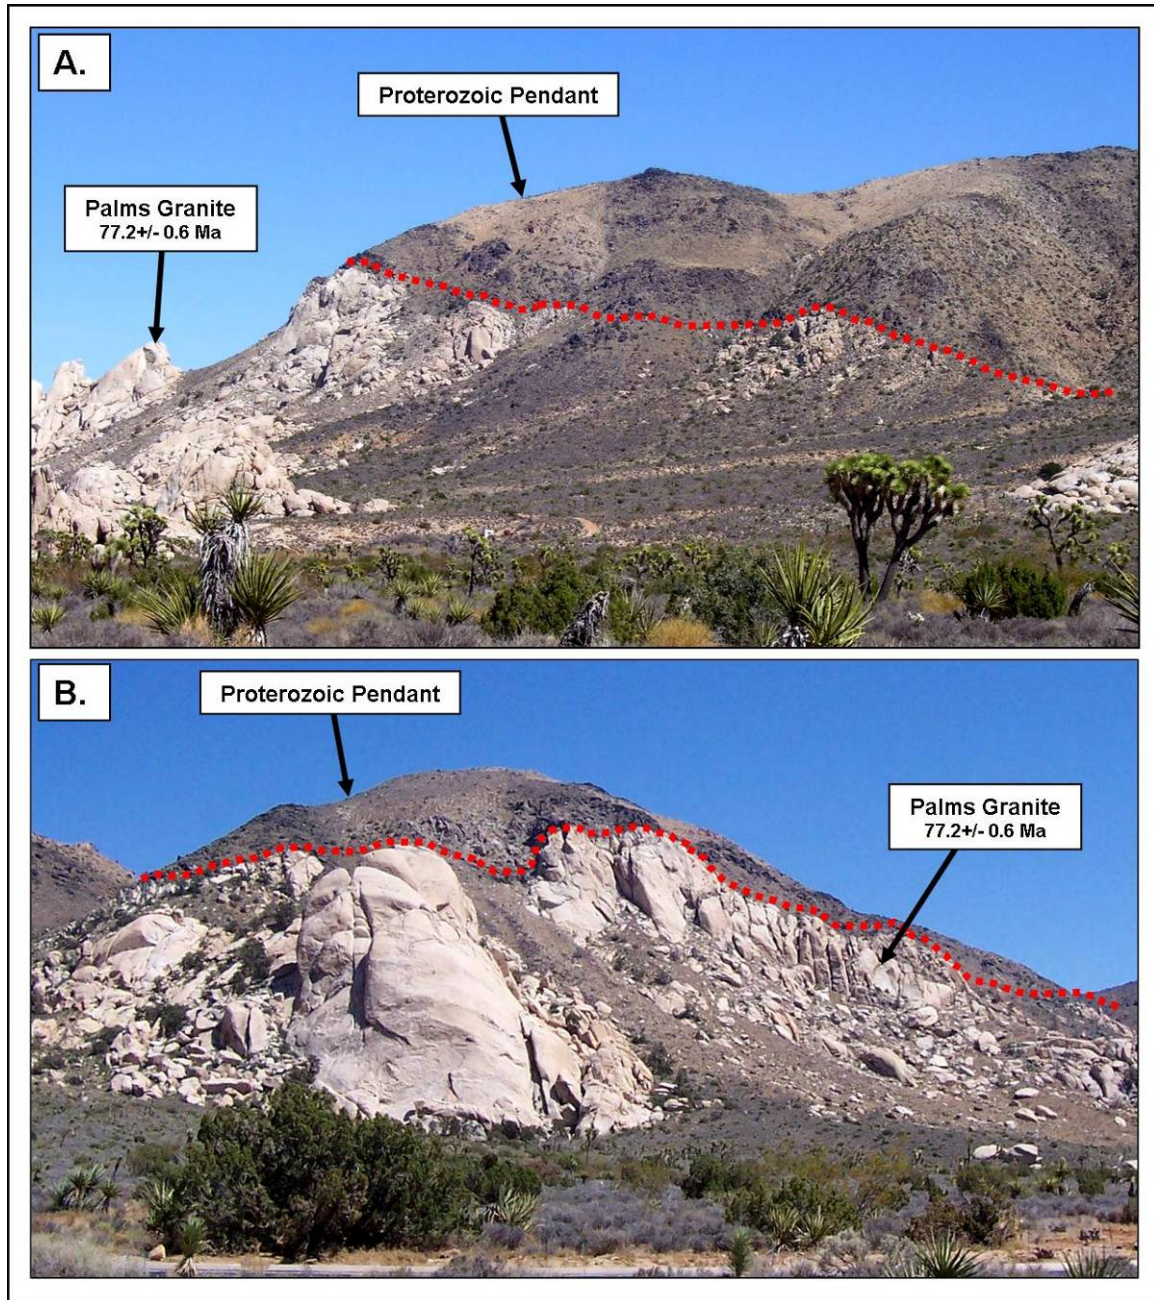 A.
Proterozoic Pendant
Palms Granite
77.2+/- 0.6 Ma
B.
Proterozoic Pendant
Palms Granite
77.2+/- 0.6 Ma